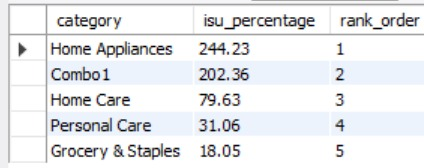 category isu_percentage rank_order
Home Appliances 244.23 1
Combo1 202.36 2
Home Care 79.63 3
Personal Care 31.06 4
Grocery & Staples 18.05 5